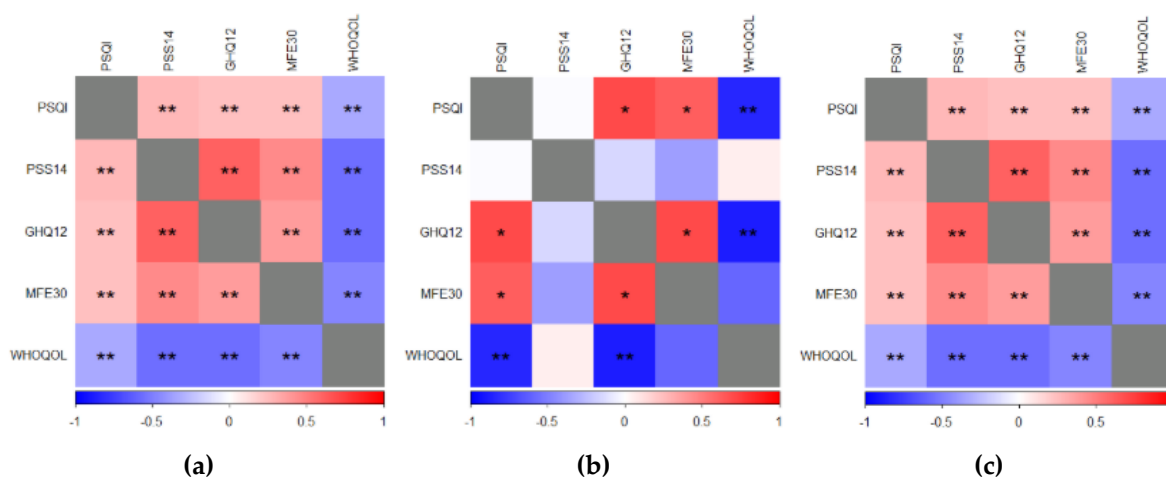 PSQI PSS14 GHQ12 MFE30 WHOQOL
PSQI ** ** ** **
PSS14 ** ** ** **
GHQ12 ** ** ** **
MFE30 ** ** ** **
WHOQOL ** ** ** **
-1 -0.5 0 0.5 1
(a)
PSQI PSS14 GHQ12 MFE30 WHOQOL
PSQI * * **
PSS14
GHQ12 * * **
MFE30 * *
WHOQOL ** **
-1 -0.5 0 0.5 1
(b)
PSQI PSS14 GHQ12 MFE30 WHOQOL
PSQI ** ** ** **
PSS14 ** ** ** **
GHQ12 ** ** ** **
MFE30 ** ** ** **
WHOQOL ** ** ** **
-1 -0.5 0 0.5
(c)